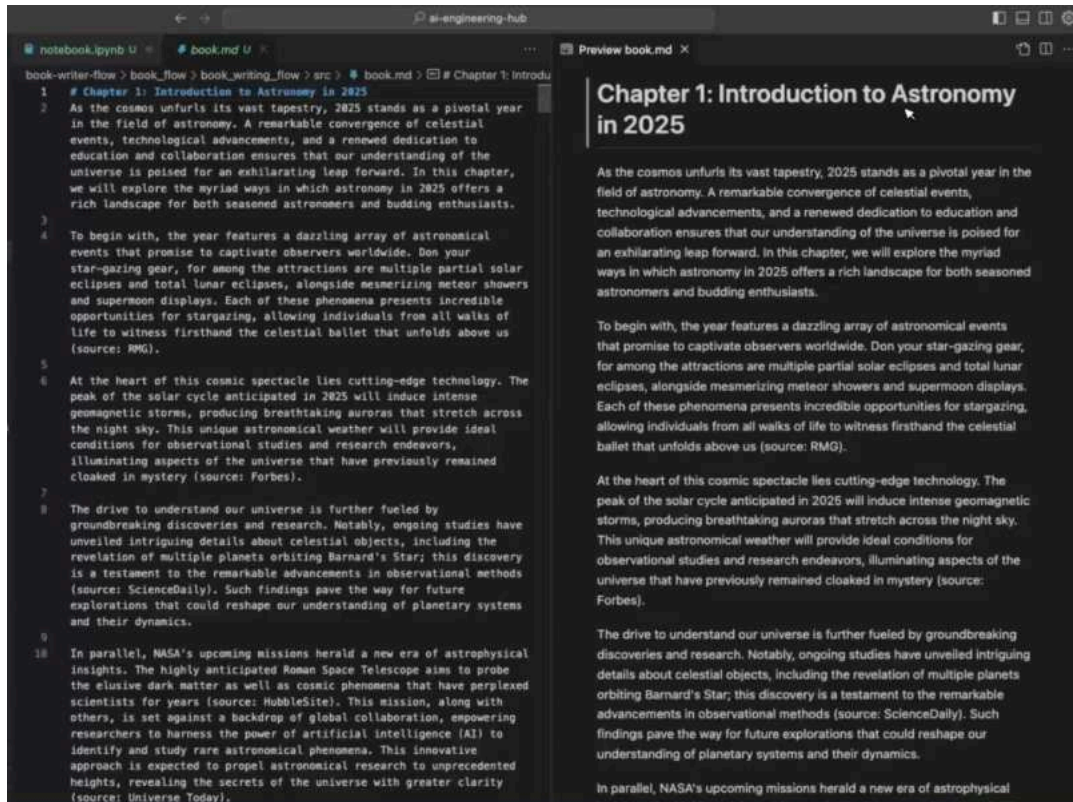 ai-engineering-hub
notebook.ipynb U
book.md U
book-writer-flow > book_flow > book_writing_flow > src > book.md > # Chapter 1: Introdu
1 # Chapter 1: Introduction to Astronomy in 2025
2 As the cosmos unfurls its vast tapestry, 2025 stands as a pivotal year
in the field of astronomy. A remarkable convergence of celestial
events, technological advancements, and a renewed dedication to
education and collaboration ensures that our understanding of the
universe is poised for an exhilarating leap forward. In this chapter,
we will explore the myriad ways in which astronomy in 2025 offers a
rich landscape for both seasoned astronomers and budding enthusiasts.
3
4 To begin with, the year features a dazzling array of astronomical
events that promise to captivate observers worldwide. Don your
star-gazing gear, for among the attractions are multiple partial solar
eclipses and total lunar eclipses, alongside mesmerizing meteor showers
and supermoon displays. Each of these phenomena presents incredible
opportunities for stargazing, allowing individuals from all walks of
life to witness firsthand the celestial ballet that unfolds above us
(source: RMG).
5
6 At the heart of this cosmic spectacle lies cutting-edge technology. The
peak of the solar cycle anticipated in 2025 will induce intense
geomagnetic storms, producing breathtaking auroras that stretch across
the night sky. This unique astronomical weather will provide ideal
conditions for observational studies and research endeavors,
illuminating aspects of the universe that have previously remained
cloaked in mystery (source: Forbes).
7
8 The drive to understand our universe is further fueled by
groundbreaking discoveries and research. Notably, ongoing studies have
unveiled intriguing details about celestial objects, including the
revelation of multiple planets orbiting Barnard's Star; this discovery
is a testament to the remarkable advancements in observational methods
(source: ScienceDaily). Such findings pave the way for future
explorations that could reshape our understanding of planetary systems
and their dynamics.
9
10 In parallel, NASA's upcoming missions herald a new era of astrophysical
insights. The highly anticipated Roman Space Telescope aims to probe
the elusive dark matter as well as cosmic phenomena that have perplexed
scientists for years (source: HubbleSite). This mission, along with
others, is set against a backdrop of global collaboration, empowering
researchers to harness the power of artificial intelligence (AI) to
identify and study rare astronomical phenomena. This innovative
approach is expected to propel astronomical research to unprecedented
heights, revealing the secrets of the universe with greater clarity
(source: Universe Today).
Preview book.md
Chapter 1: Introduction to Astronomy
in 2025
As the cosmos unfurls its vast tapestry, 2025 stands as a pivotal year in the
field of astronomy. A remarkable convergence of celestial events,
technological advancements, and a renewed dedication to education and
collaboration ensures that our understanding of the universe is poised for
an exhilarating leap forward. In this chapter, we will explore the myriad
ways in which astronomy in 2025 offers a rich landscape for both seasoned
astronomers and budding enthusiasts.
To begin with, the year features a dazzling array of astronomical events
that promise to captivate observers worldwide. Don your star-gazing gear,
for among the attractions are multiple partial solar eclipses and total lunar
eclipses, alongside mesmerizing meteor showers and supermoon displays.
Each of these phenomena presents incredible opportunities for stargazing,
allowing individuals from all walks of life to witness firsthand the celestial
ballet that unfolds above us (source: RMG).
At the heart of this cosmic spectacle lies cutting-edge technology. The
peak of the solar cycle anticipated in 2025 will induce intense geomagnetic
storms, producing breathtaking auroras that stretch across the night sky.
This unique astronomical weather will provide ideal conditions for
observational studies and research endeavors, illuminating aspects of the
universe that have previously remained cloaked in mystery (source:
Forbes).
The drive to understand our universe is further fueled by groundbreaking
discoveries and research. Notably, ongoing studies have unveiled intriguing
details about celestial objects, including the revelation of multiple planets
orbiting Barnard's Star; this discovery is a testament to the remarkable
advancements in observational methods (source: ScienceDaily). Such
findings pave the way for future explorations that could reshape our
understanding of planetary systems and their dynamics.
In parallel, NASA's upcoming missions herald a new era of astrophysical